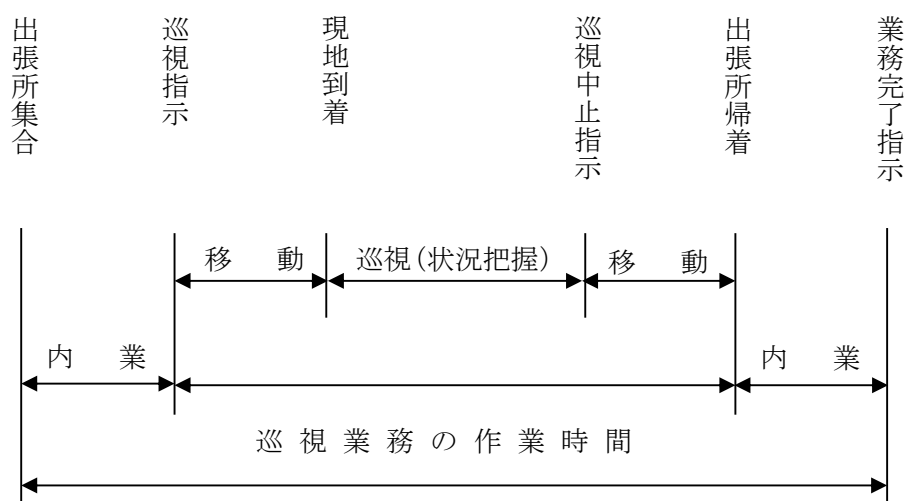 出張所集合
巡視指示
現地到着
巡視中止指示
出張所帰着
業務完了指示
移　動
巡視(状況把握)
移　動
内　業
内　業
巡視業務の作業時間